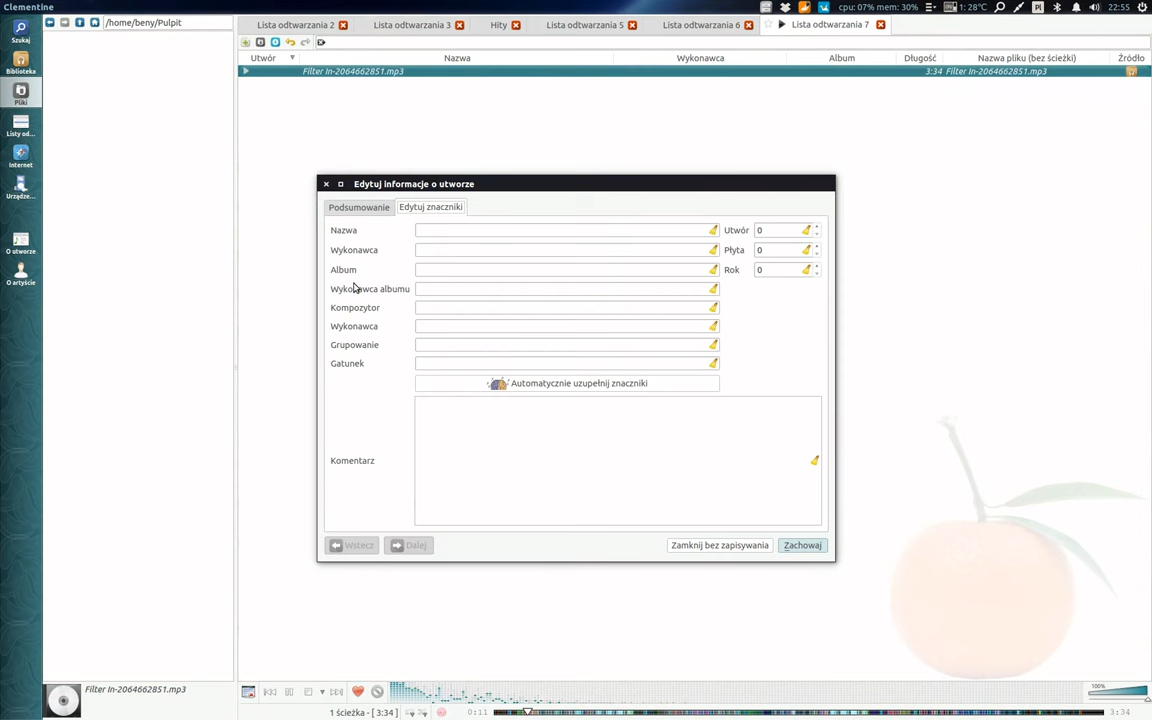 Clementine
cpu: 07% mem: 30%
1: 28°C
Pl
22:55
/home/beny/Pulpit
Lista odtwarzania 2
Lista odtwarzania 3
Hity
Lista odtwarzania 5
Lista odtwarzania 6
Lista odtwarzania 7
Szukaj
Biblioteka
Pliki
Listy od...
Internet
Urządze...
O utworze
O artyście
Utwór
Nazwa
Wykonawca
Album
Długość
Nazwa pliku (bez ścieżki)
Źródło
Filter In-2064662851.mp3
3:34
Filter In-2064662851.mp3
Edytuj informacje o utworze
Podsumowanie
Edytuj znaczniki
Nazwa
Utwór
0
Wykonawca
Płyta
0
Album
Rok
0
Wykonawca albumu
Kompozytor
Wykonawca
Grupowanie
Gatunek
Automatycznie uzupełnij znaczniki
Komentarz
Wstecz
Dalej
Zamknij bez zapisywania
Zachowaj
Filter In-2064662851.mp3
100%
1 ścieżka - [ 3:34 ]
0:11
3:34